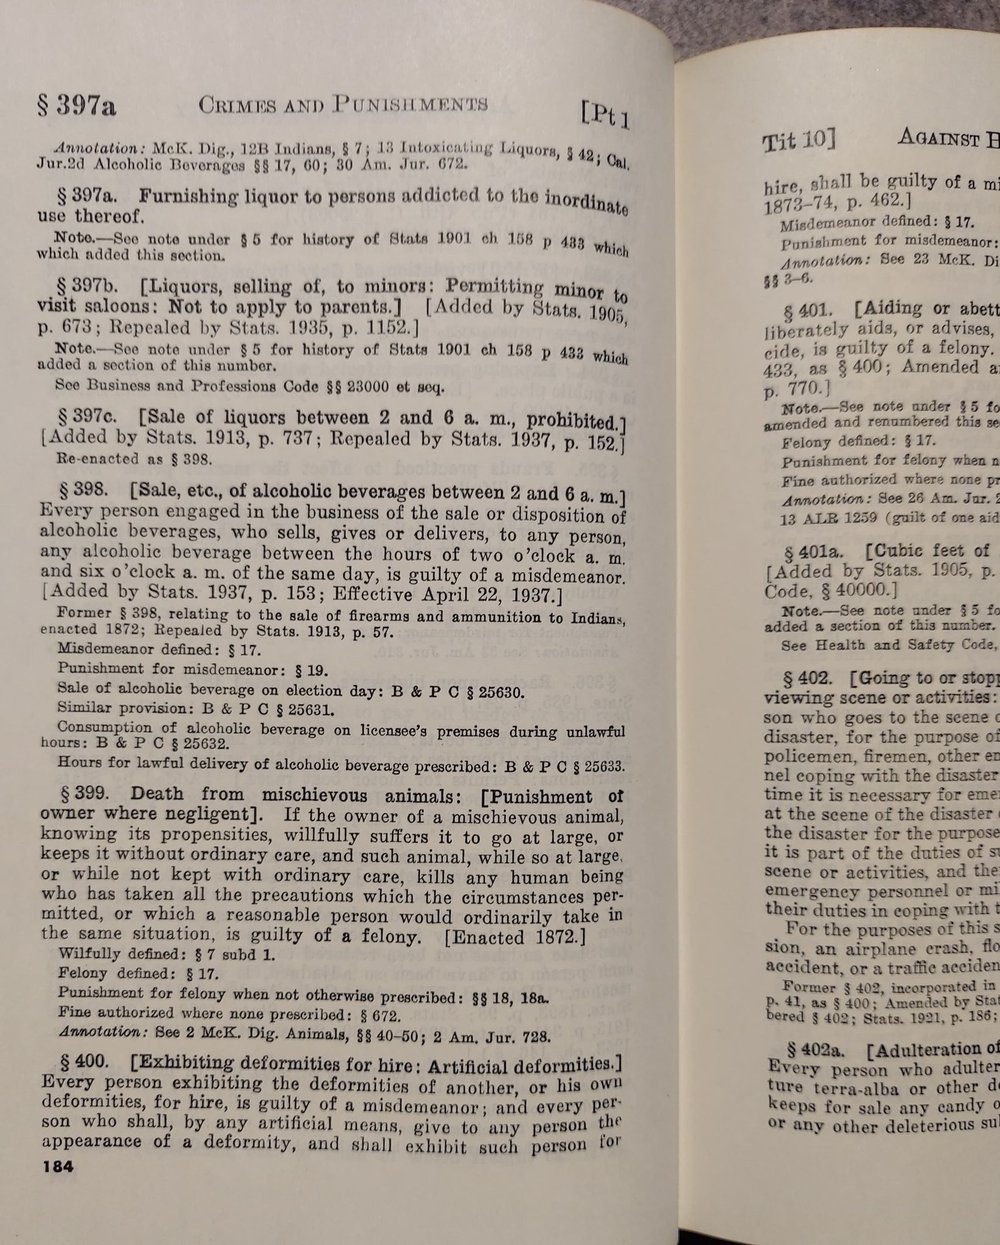 § 397a CRIMES AND PUNISHMENTS [Pt 1
Annotation: McK. Dig., 12B Indians, § 7; 13 Intoxicating Liquors, § 42; Cal.
Jur.2d Alcoholic Beverages §§ 17, 60; 30 Am. Jur. 672.
§ 397a. Furnishing liquor to persons addicted to the inordinate
use thereof.
Note.—See note under § 5 for history of Stats 1901 ch 158 p 433 which
which added this section.
§ 397b. [Liquors, selling of, to minors: Permitting minor to
visit saloons: Not to apply to parents.] [Added by Stats. 1905,
p. 673; Repealed by Stats. 1935, p. 1152.]
Note.—See note under § 5 for history of Stats 1901 ch 158 p 433 which
added a section of this number.
See Business and Professions Code §§ 23000 et seq.
§ 397c. [Sale of liquors between 2 and 6 a. m., prohibited.]
[Added by Stats. 1913, p. 737; Repealed by Stats. 1937, p. 152.]
Re-enacted as § 398.
§ 398. [Sale, etc., of alcoholic beverages between 2 and 6 a. m.]
Every person engaged in the business of the sale or disposition of
alcoholic beverages, who sells, gives or delivers, to any person,
any alcoholic beverage between the hours of two o'clock a. m.
and six o'clock a. m. of the same day, is guilty of a misdemeanor.
[Added by Stats. 1937, p. 153; Effective April 22, 1937.]
Former § 398, relating to the sale of firearms and ammunition to Indians,
enacted 1872; Repealed by Stats. 1913, p. 57.
Misdemeanor defined: § 17.
Punishment for misdemeanor: § 19.
Sale of alcoholic beverage on election day: B & P C § 25630.
Similar provision: B & P C § 25631.
Consumption of alcoholic beverage on licensee's premises during unlawful
hours: B & P C § 25632.
Hours for lawful delivery of alcoholic beverage prescribed: B & P C § 25633.
§ 399. Death from mischievous animals: [Punishment of
owner where negligent]. If the owner of a mischievous animal,
knowing its propensities, willfully suffers it to go at large, or
keeps it without ordinary care, and such animal, while so at large,
or while not kept with ordinary care, kills any human being
who has taken all the precautions which the circumstances per-
mitted, or which a reasonable person would ordinarily take in
the same situation, is guilty of a felony. [Enacted 1872.]
Wilfully defined: § 7 subd 1.
Felony defined: § 17.
Punishment for felony when not otherwise prescribed: §§ 18, 18a.
Fine authorized where none prescribed: § 672.
Annotation: See 2 McK. Dig. Animals, §§ 40–50; 2 Am. Jur. 728.
§ 400. [Exhibiting deformities for hire: Artificial deformities.]
Every person exhibiting the deformities of another, or his own
deformities, for hire, is guilty of a misdemeanor; and every per-
son who shall, by any artificial means, give to any person the
appearance of a deformity, and shall exhibit such person for
184
Tit 10] AGAINST
hire, shall be guilty of a
1873–74, p. 462.]
Misdemeanor defined: § 17.
Punishment for misdemeanor:
Annotation: See 23 McK.
§§ 3–6.
§ 401. [Aiding or
liberately aids, or advises,
cide, is guilty of a felony.
433, as § 400; Amended
p. 770.]
Note.—See note under § 5
amended and renumbered this
Felony defined: § 17.
Punishment for felony when
Fine authorized where none
Annotation: See 26 Am. Jur.
13 ALR 1259 (guilt of one
§ 401a. [Cubic feet of
[Added by Stats. 1905, p.
Code, § 40000.]
Note.—See note under § 5
added a section of this number.
See Health and Safety Code,
§ 402. [Going to or
viewing scene or activities:
son who goes to the scene
disaster, for the purpose of
policemen, firemen, other
nel coping with the disaster
time it is necessary for
at the scene of the disaster
the disaster for the purpose
it is part of the duties of
scene or activities, and
emergency personnel or
their duties in coping with
For the purposes of this
sion, an airplane crash,
accident, or a traffic
Former § 402, incorporated in
p. 41, as § 400; Amended by
bered § 402; Stats. 1921, p. 186;
§ 402a. [Adulteration of
Every person who
ture terra-alba or other
keeps for sale any candy
or any other deleterious